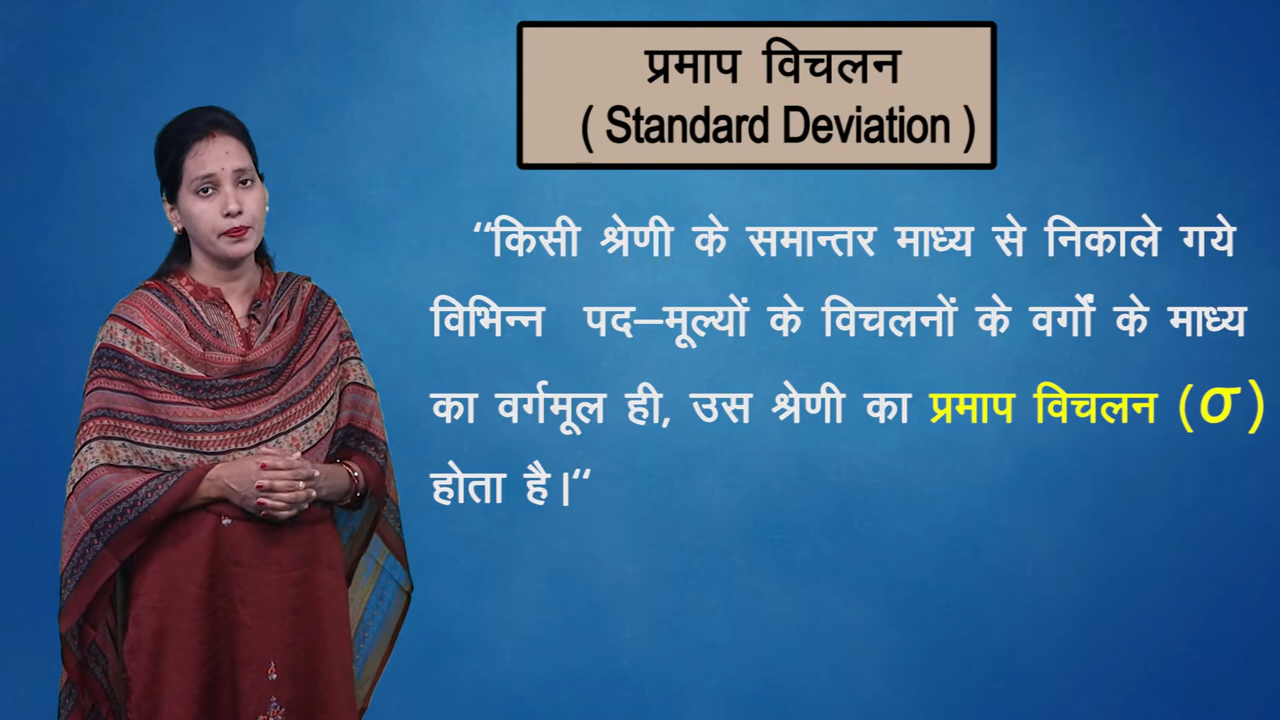 प्रमाप विचलन
( Standard Deviation )
“किसी श्रेणी के समान्तर माध्य से निकाले गये
विभिन्न पद–मूल्यों के विचलनों के वर्गों के माध्य
का वर्गमूल ही, उस श्रेणी का प्रमाप विचलन (σ)
होता है।“